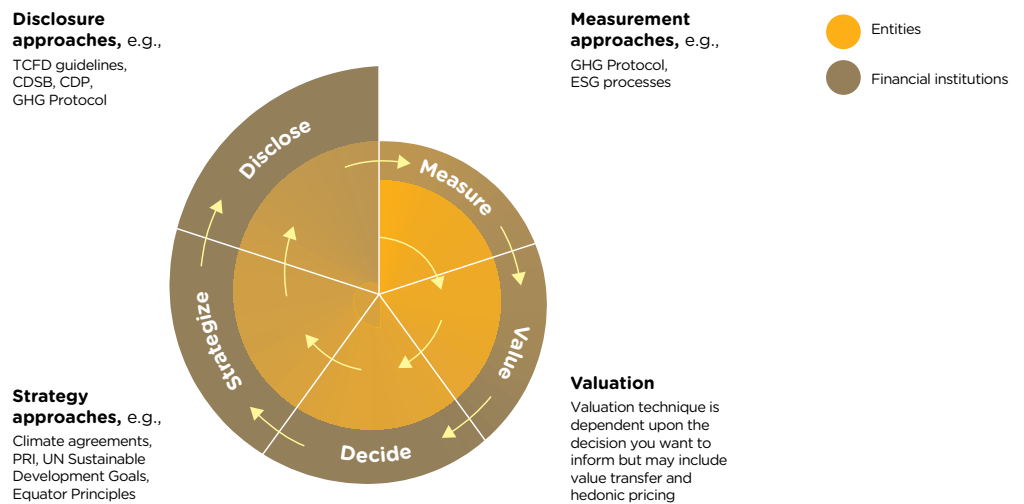 Disclosure
approaches, e.g.,
TCFD guidelines,
CDSB, CDP,
GHG Protocol
Measurement
approaches, e.g.,
GHG Protocol,
ESG processes
Entities
Financial institutions
Disclose
Measure
Value
Decide
Strategize
Strategy
approaches, e.g.,
Climate agreements,
PRI, UN Sustainable
Development Goals,
Equator Principles
Valuation
Valuation technique is
dependent upon the
decision you want to
inform but may include
value transfer and
hedonic pricing